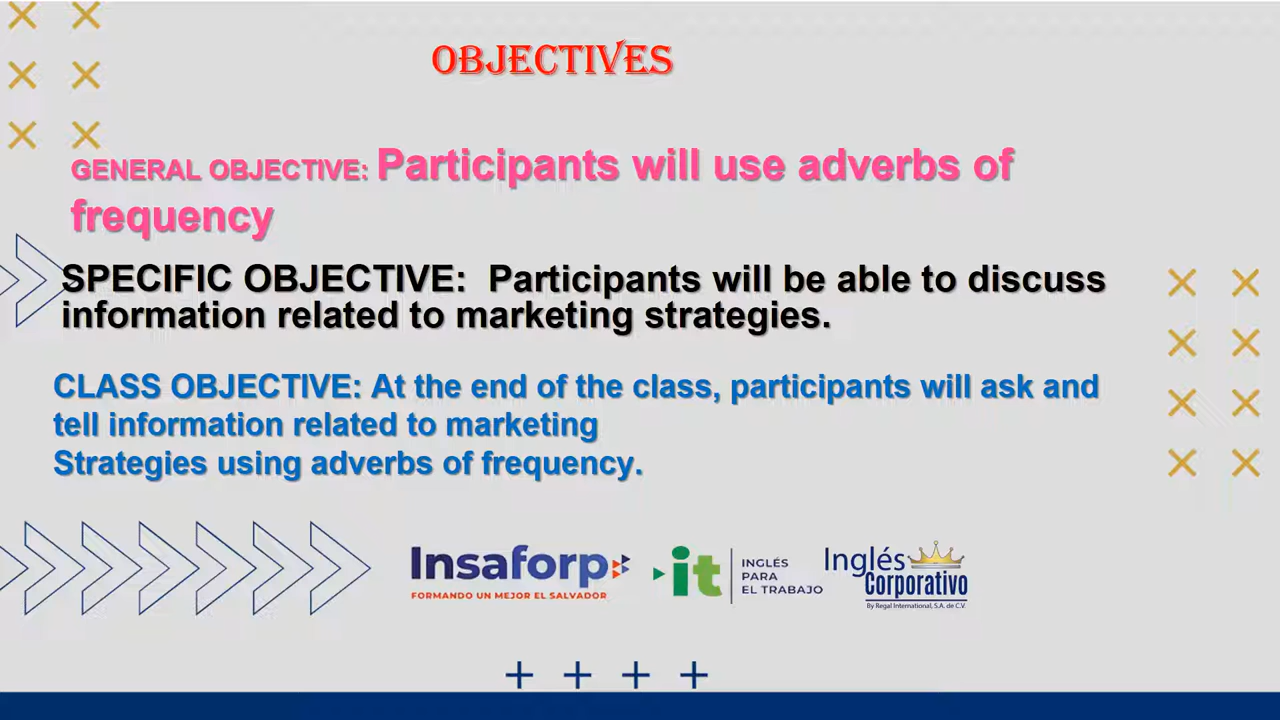 OBJECTIVES
GENERAL OBJECTIVE: Participants will use adverbs of
frequency
SPECIFIC OBJECTIVE: Participants will be able to discuss
information related to marketing strategies.
CLASS OBJECTIVE: At the end of the class, participants will ask and
tell information related to marketing
Strategies using adverbs of frequency.
Insaforp
FORMANDO UN MEJOR EL SALVADOR
it
INGLÉS
PARA
EL TRABAJO
Inglés
Corporativo
By Regal International, S.A. de C.V.